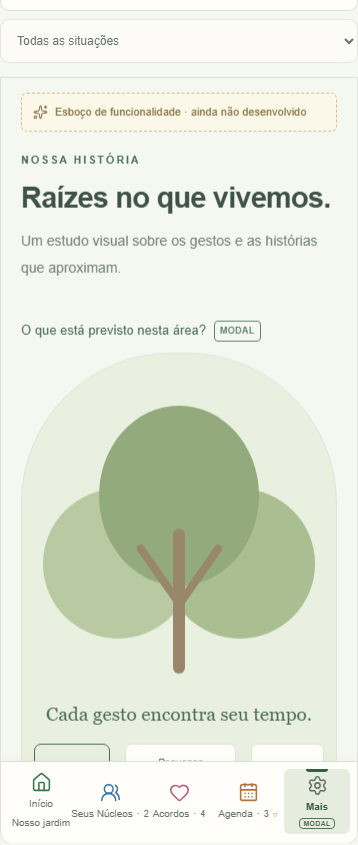 Todas as situações
Esboço de funcionalidade · ainda não desenvolvido
NOSSA HISTÓRIA
Raízes no que vivemos.
Um estudo visual sobre os gestos e as histórias
que aproximam.
O que está previsto nesta área? MODAL
Cada gesto encontra seu tempo.
Início
Nosso jardim
Seus Núcleos · 2
Acordos · 4
Agenda · 3
Mais
MODAL